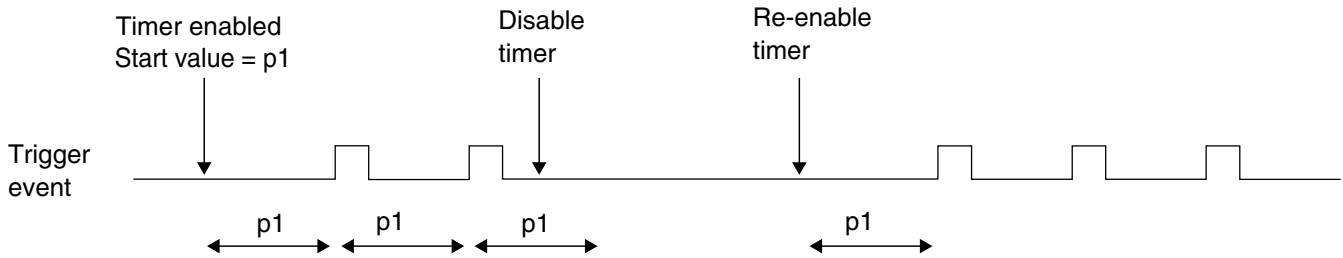 Timer enabled
Start value = p1
Disable
timer
Re-enable
timer
Trigger
event
p1
p1
p1
p1